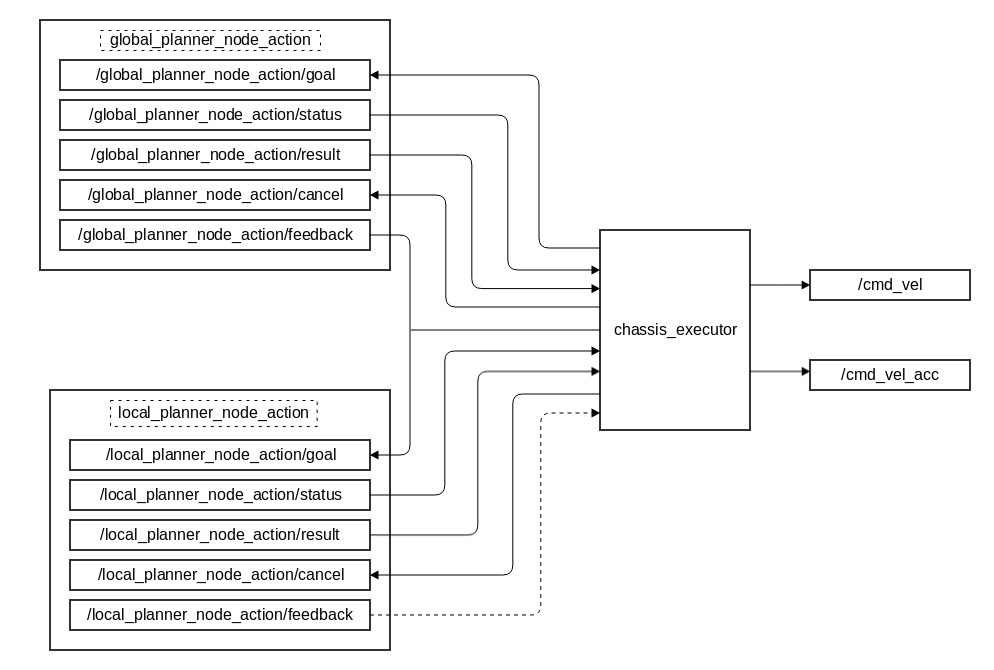 global_planner_node_action
/global_planner_node_action/goal
/global_planner_node_action/status
/global_planner_node_action/result
/global_planner_node_action/cancel
/global_planner_node_action/feedback
chassis_executor
/cmd_vel
/cmd_vel_acc
local_planner_node_action
/local_planner_node_action/goal
/local_planner_node_action/status
/local_planner_node_action/result
/local_planner_node_action/cancel
/local_planner_node_action/feedback